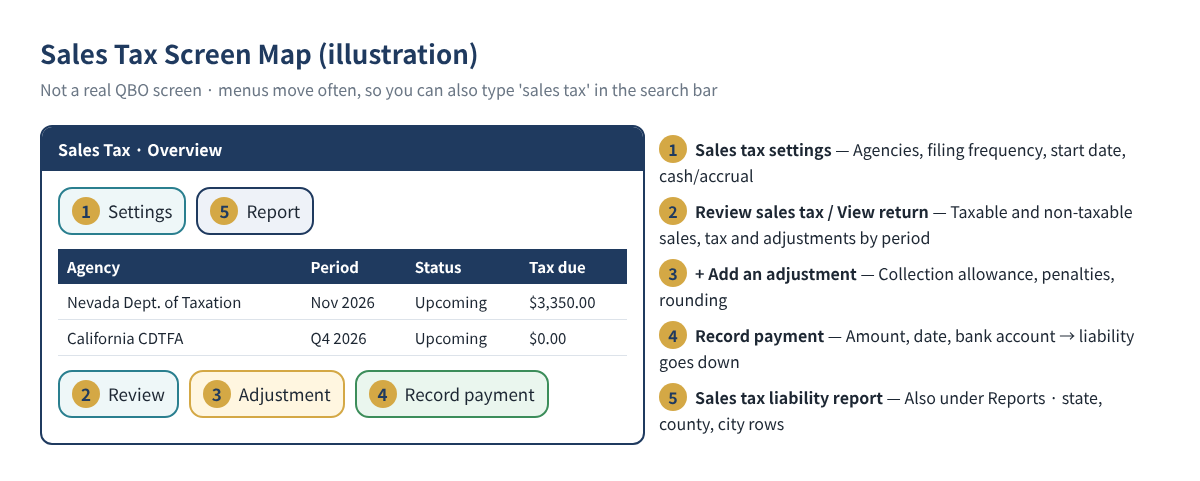 Sales Tax Screen Map (illustration)
Not a real QBO screen · menus move often, so you can also type 'sales tax' in the search bar
Sales Tax · Overview
1 Settings
5 Report
Agency Period Status Tax due
Nevada Dept. of Taxation Nov 2026 Upcoming $3,350.00
California CDTFA Q4 2026 Upcoming $0.00
2 Review
3 Adjustment
4 Record payment
1 Sales tax settings — Agencies, filing frequency, start date,
cash/accrual
2 Review sales tax / View return — Taxable and non-taxable
sales, tax and adjustments by period
3 + Add an adjustment — Collection allowance, penalties,
rounding
4 Record payment — Amount, date, bank account → liability
goes down
5 Sales tax liability report — Also under Reports · state,
county, city rows